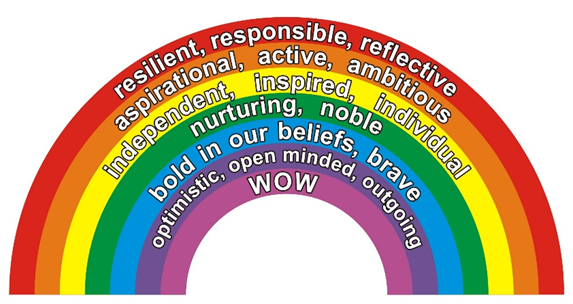 resilient, responsible, reflective
aspirational, active, ambitious
independent, inspired, individual
nurturing, noble
bold in our beliefs, brave
optimistic, open minded, outgoing
WOW